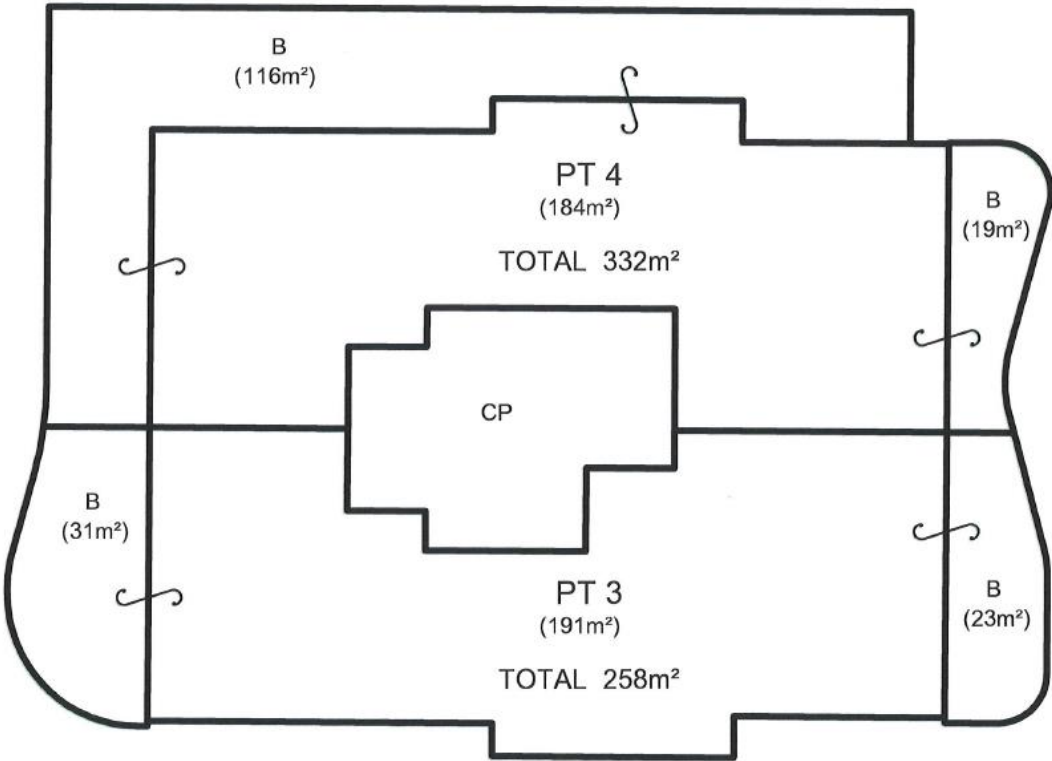 B
(116m²)
PT 4
(184m²)
TOTAL 332m²
B
(19m²)
CP
B
(31m²)
PT 3
(191m²)
TOTAL 258m²
B
(23m²)